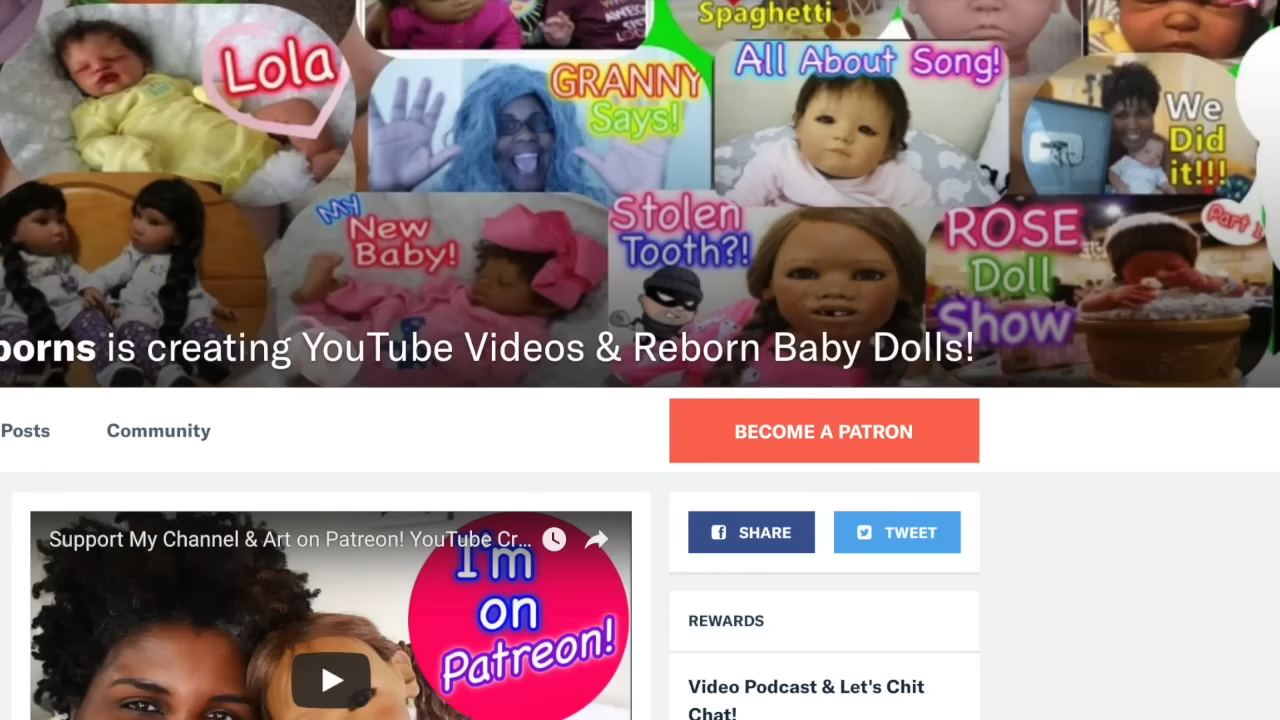 Spaghetti
Lola
GRANNY
Says!
All About Song!
We
Did
it!!!
MY
New
Baby!
Stolen
Tooth?!
ROSE
Doll
Show
Part 1
borns is creating YouTube Videos & Reborn Baby Dolls!
Posts
Community
BECOME A PATRON
Support My Channel & Art on Patreon! YouTube Cr...
I'm
on
Patreon!
SHARE
TWEET
REWARDS
Video Podcast & Let's Chit
Chat!